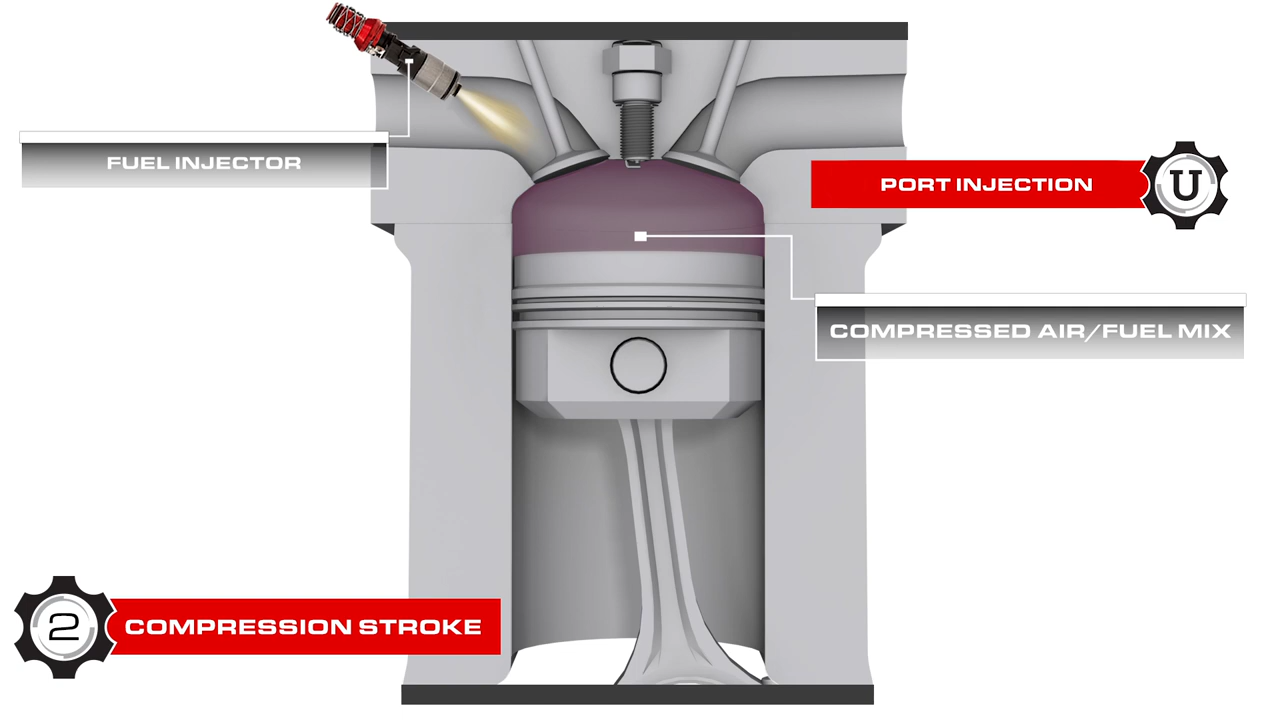 FUEL INJECTOR
PORT INJECTION
U
COMPRESSED AIR/FUEL MIX
2
COMPRESSION STROKE